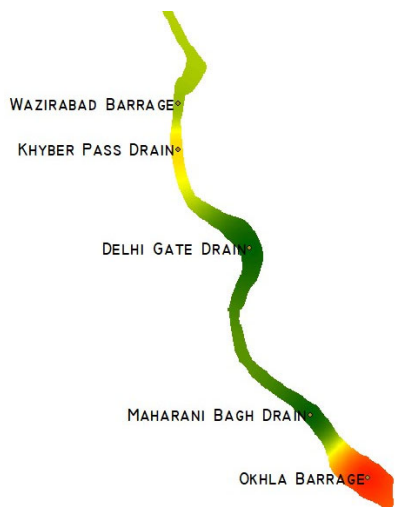 WAZIRABAD BARRAGE
KHYBER PASS DRAIN
DELHI GATE DRAIN
MAHARANI BAGH DRAIN
OKHLA BARRAGE